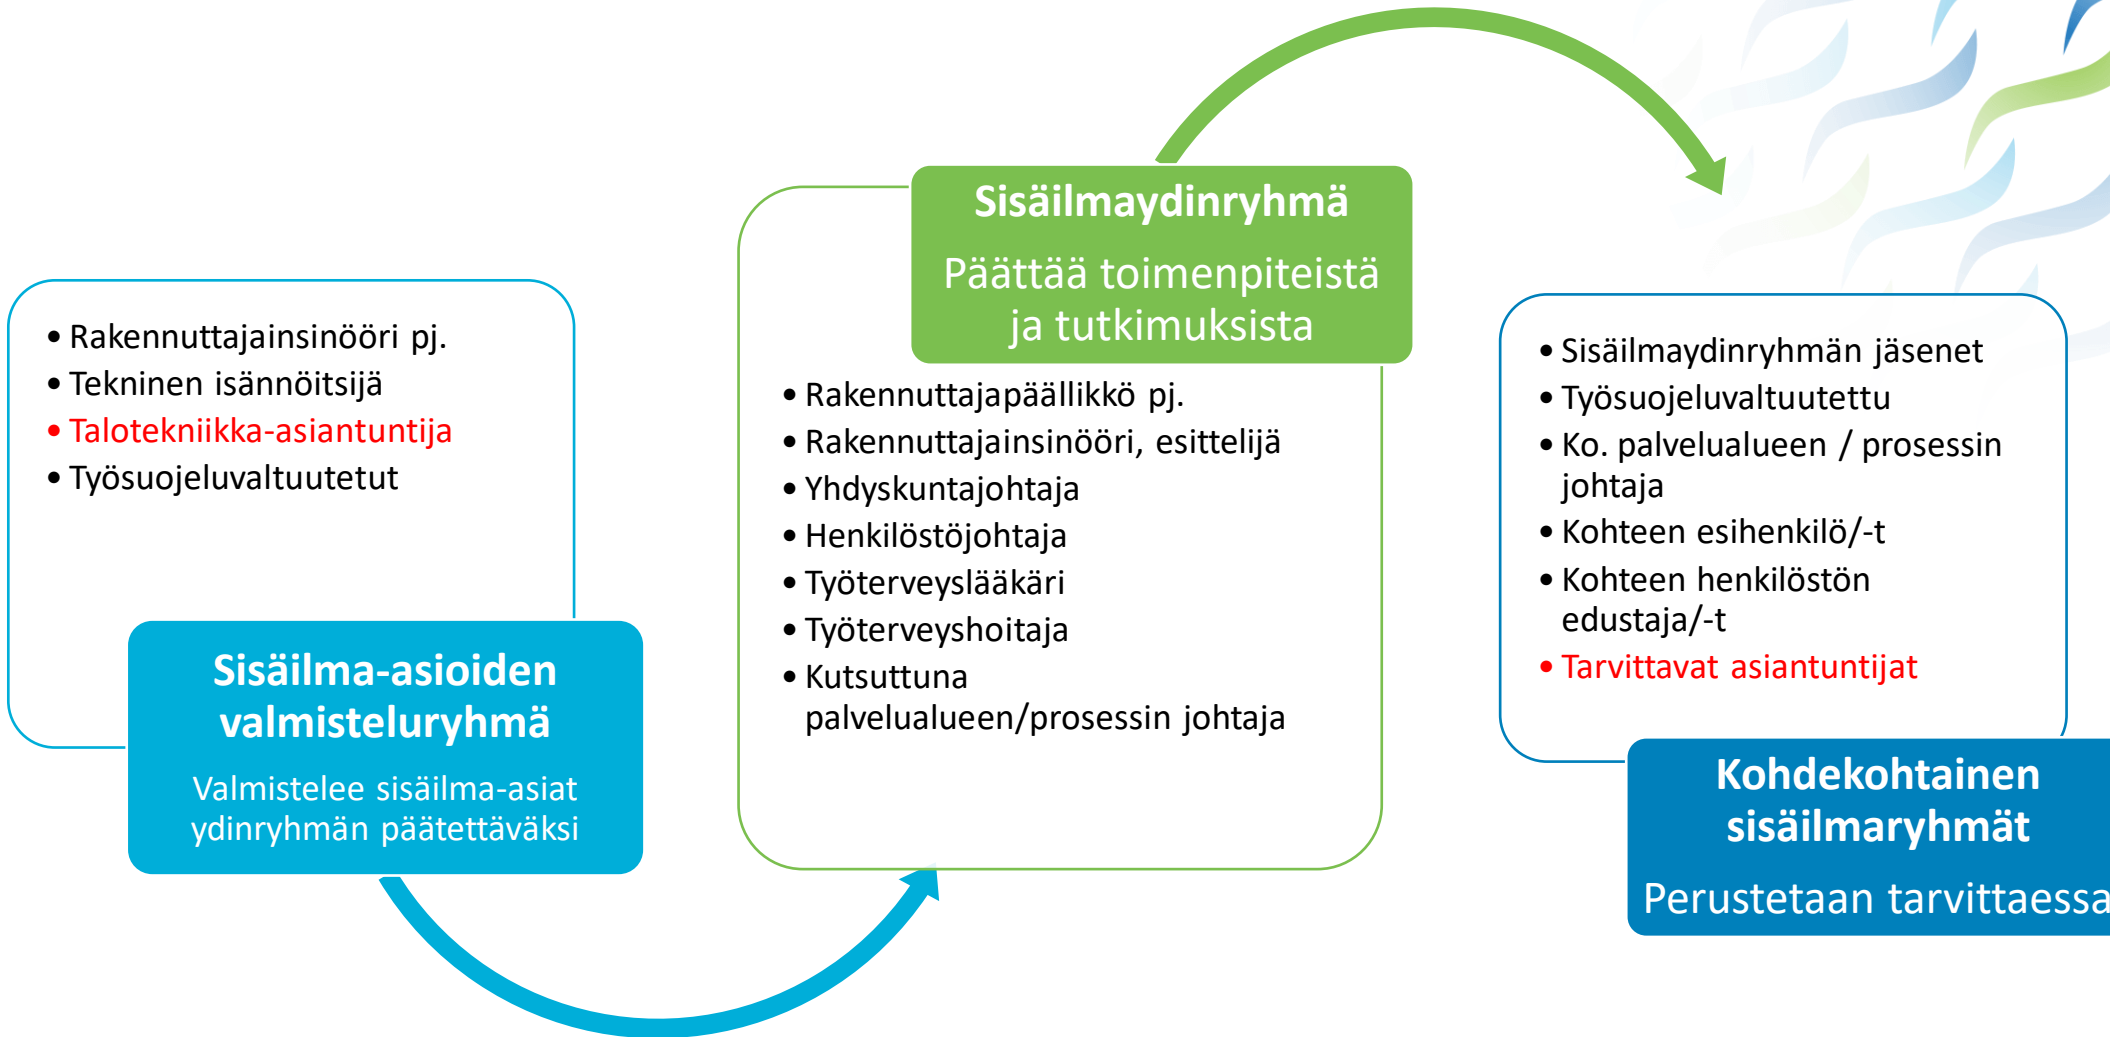 • Rakennuttajainsinööri pj.
• Tekninen isännöitsijä
• Talotekniikka-asiantuntija
• Työsuojeluvaltuutetut
Sisäilma-asioiden
valmisteluryhmä
Valmistelee sisäilma-asiat
ydinryhmän päätettäväksi
Sisäilmaydinryhmä
Päättää toimenpiteistä
ja tutkimuksista
• Rakennuttajapäällikkö pj.
• Rakennuttajainsinööri, esittelijä
• Yhdyskuntajohtaja
• Henkilöstöjohtaja
• Työterveyslääkäri
• Työterveyshoitaja
• Kutsuttuna
palvelualueen/prosessin johtaja
• Sisäilmaydinryhmän jäsenet
• Työsuojeluvaltuutettu
• Ko. palvelualueen / prosessin
johtaja
• Kohteen esihenkilö/-t
• Kohteen henkilöstön
edustaja/-t
• Tarvittavat asiantuntijat
Kohdekohtainen
sisäilmaryhmät
Perustetaan tarvittaessa